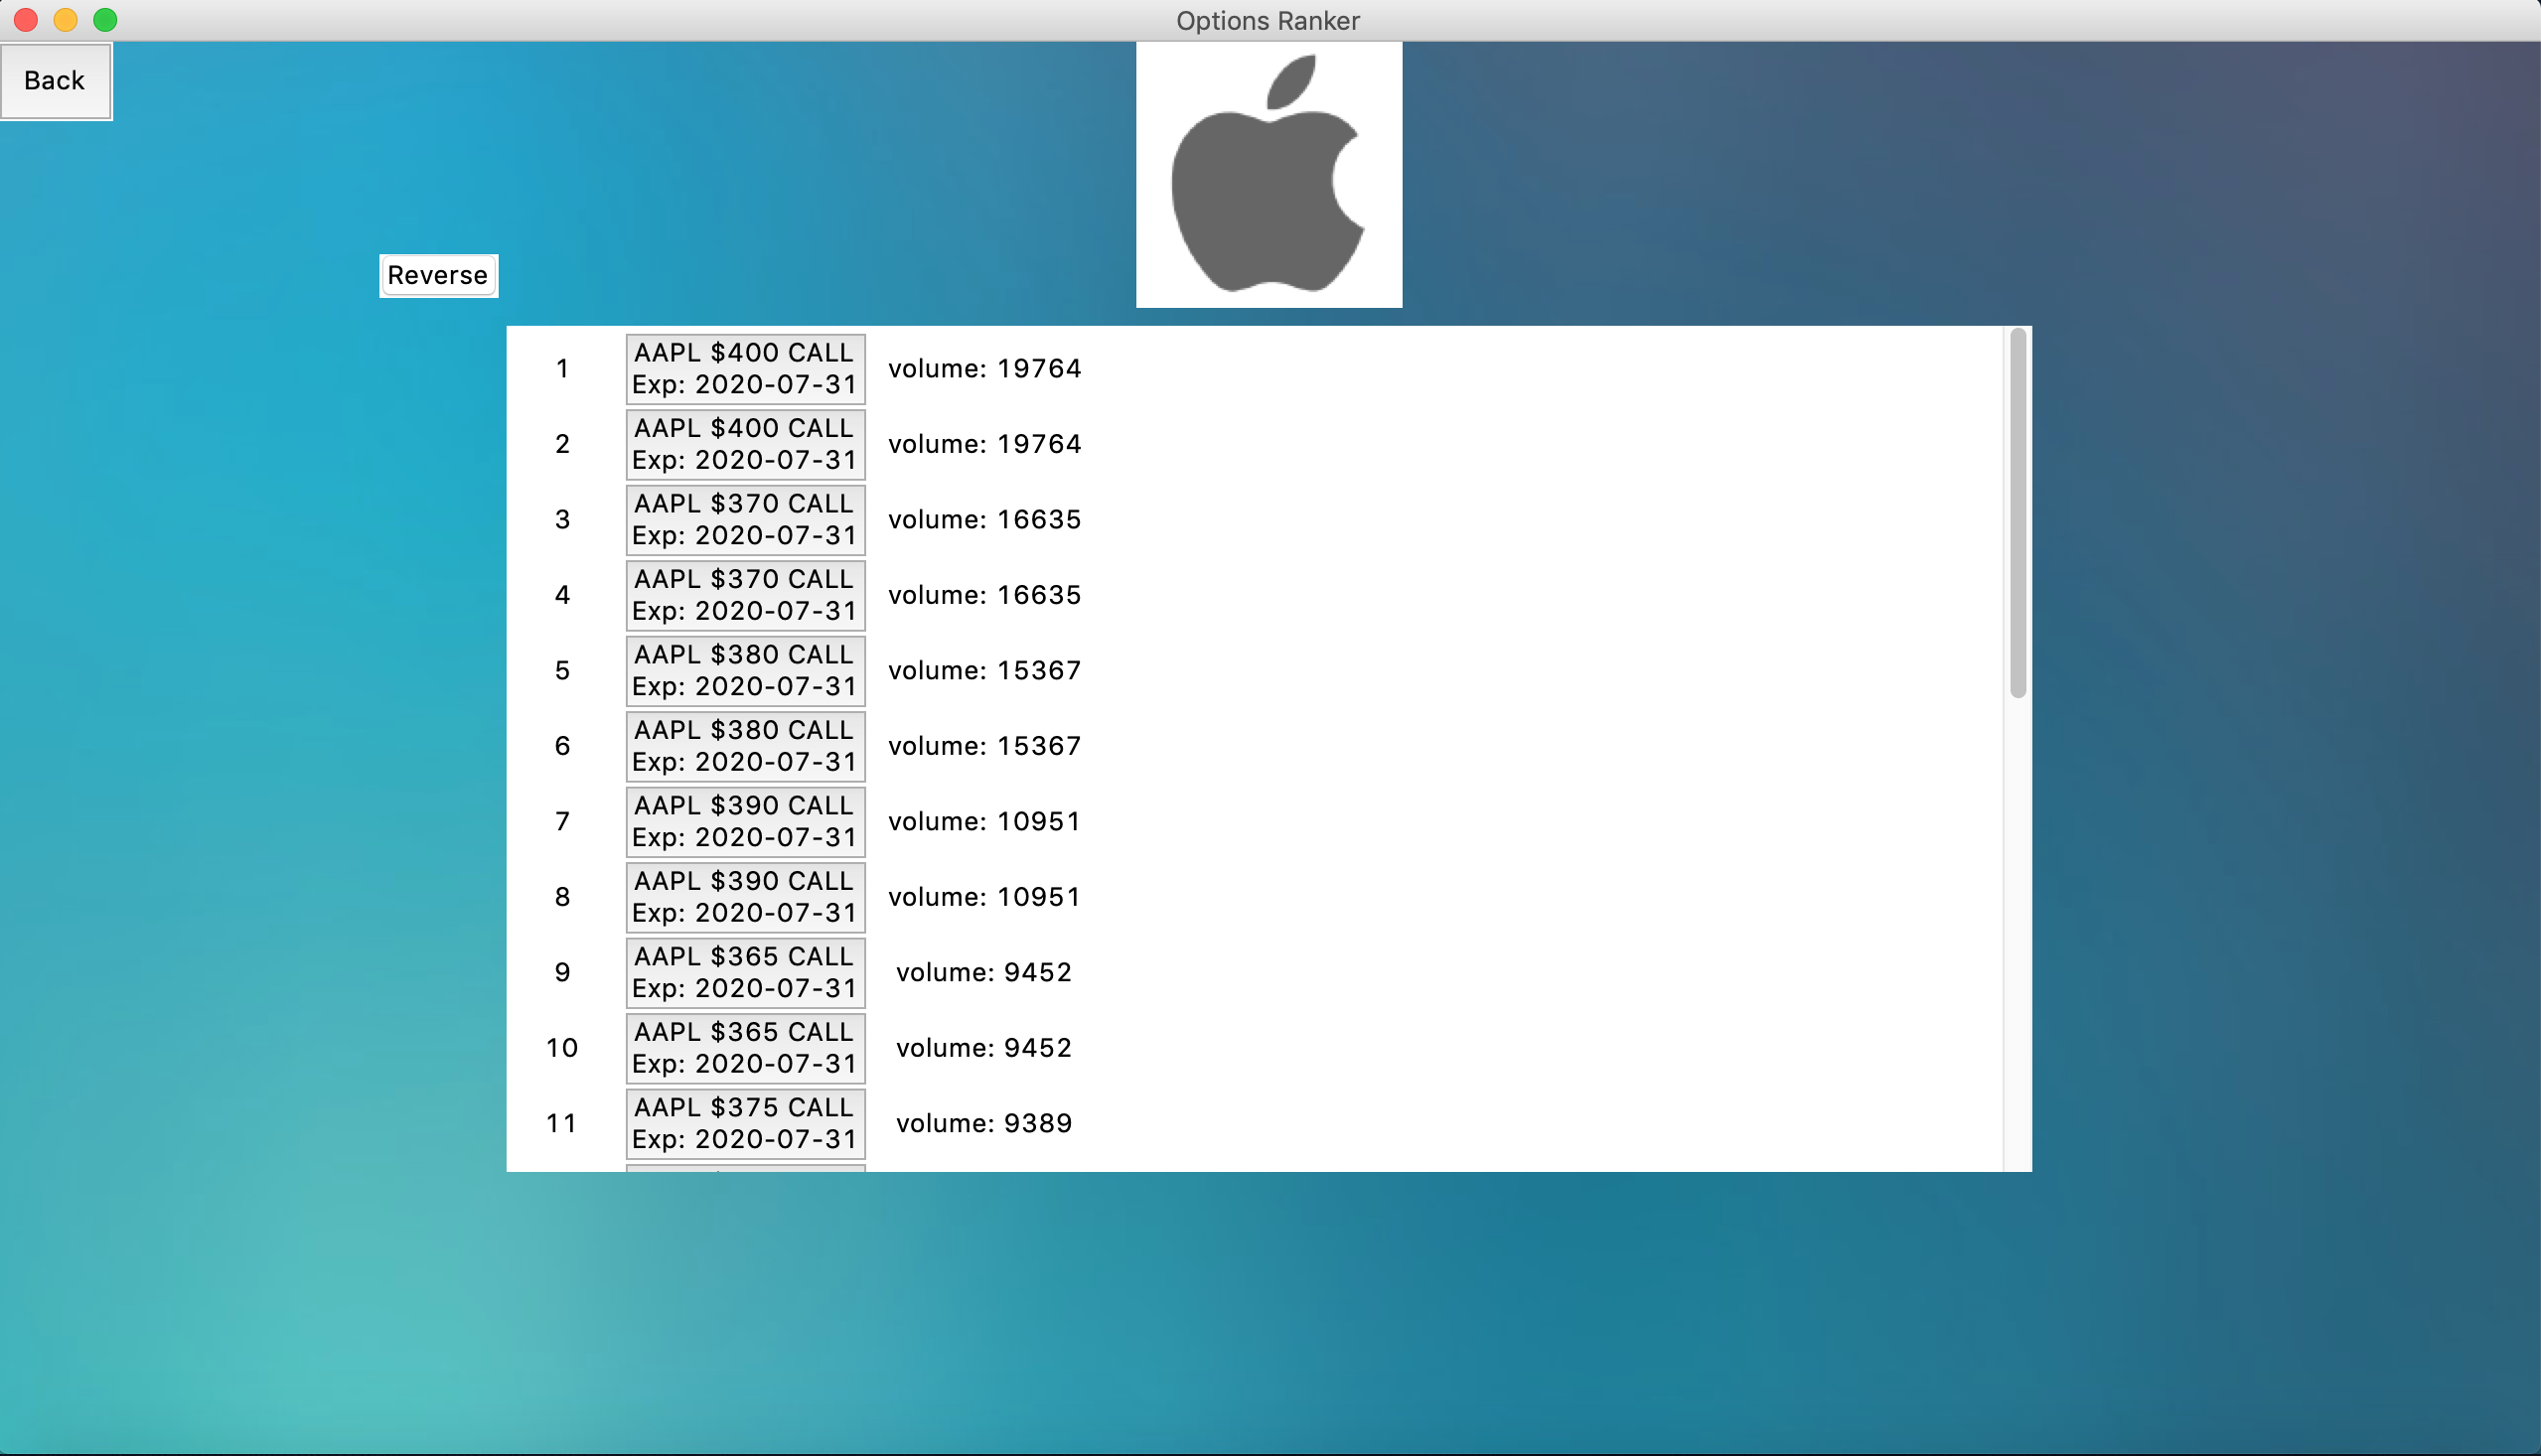 Options Ranker
Back
Reverse
1
AAPL $400 CALL
Exp: 2020-07-31
volume: 19764
2
AAPL $400 CALL
Exp: 2020-07-31
volume: 19764
3
AAPL $370 CALL
Exp: 2020-07-31
volume: 16635
4
AAPL $370 CALL
Exp: 2020-07-31
volume: 16635
5
AAPL $380 CALL
Exp: 2020-07-31
volume: 15367
6
AAPL $380 CALL
Exp: 2020-07-31
volume: 15367
7
AAPL $390 CALL
Exp: 2020-07-31
volume: 10951
8
AAPL $390 CALL
Exp: 2020-07-31
volume: 10951
9
AAPL $365 CALL
Exp: 2020-07-31
volume: 9452
10
AAPL $365 CALL
Exp: 2020-07-31
volume: 9452
11
AAPL $375 CALL
Exp: 2020-07-31
volume: 9389